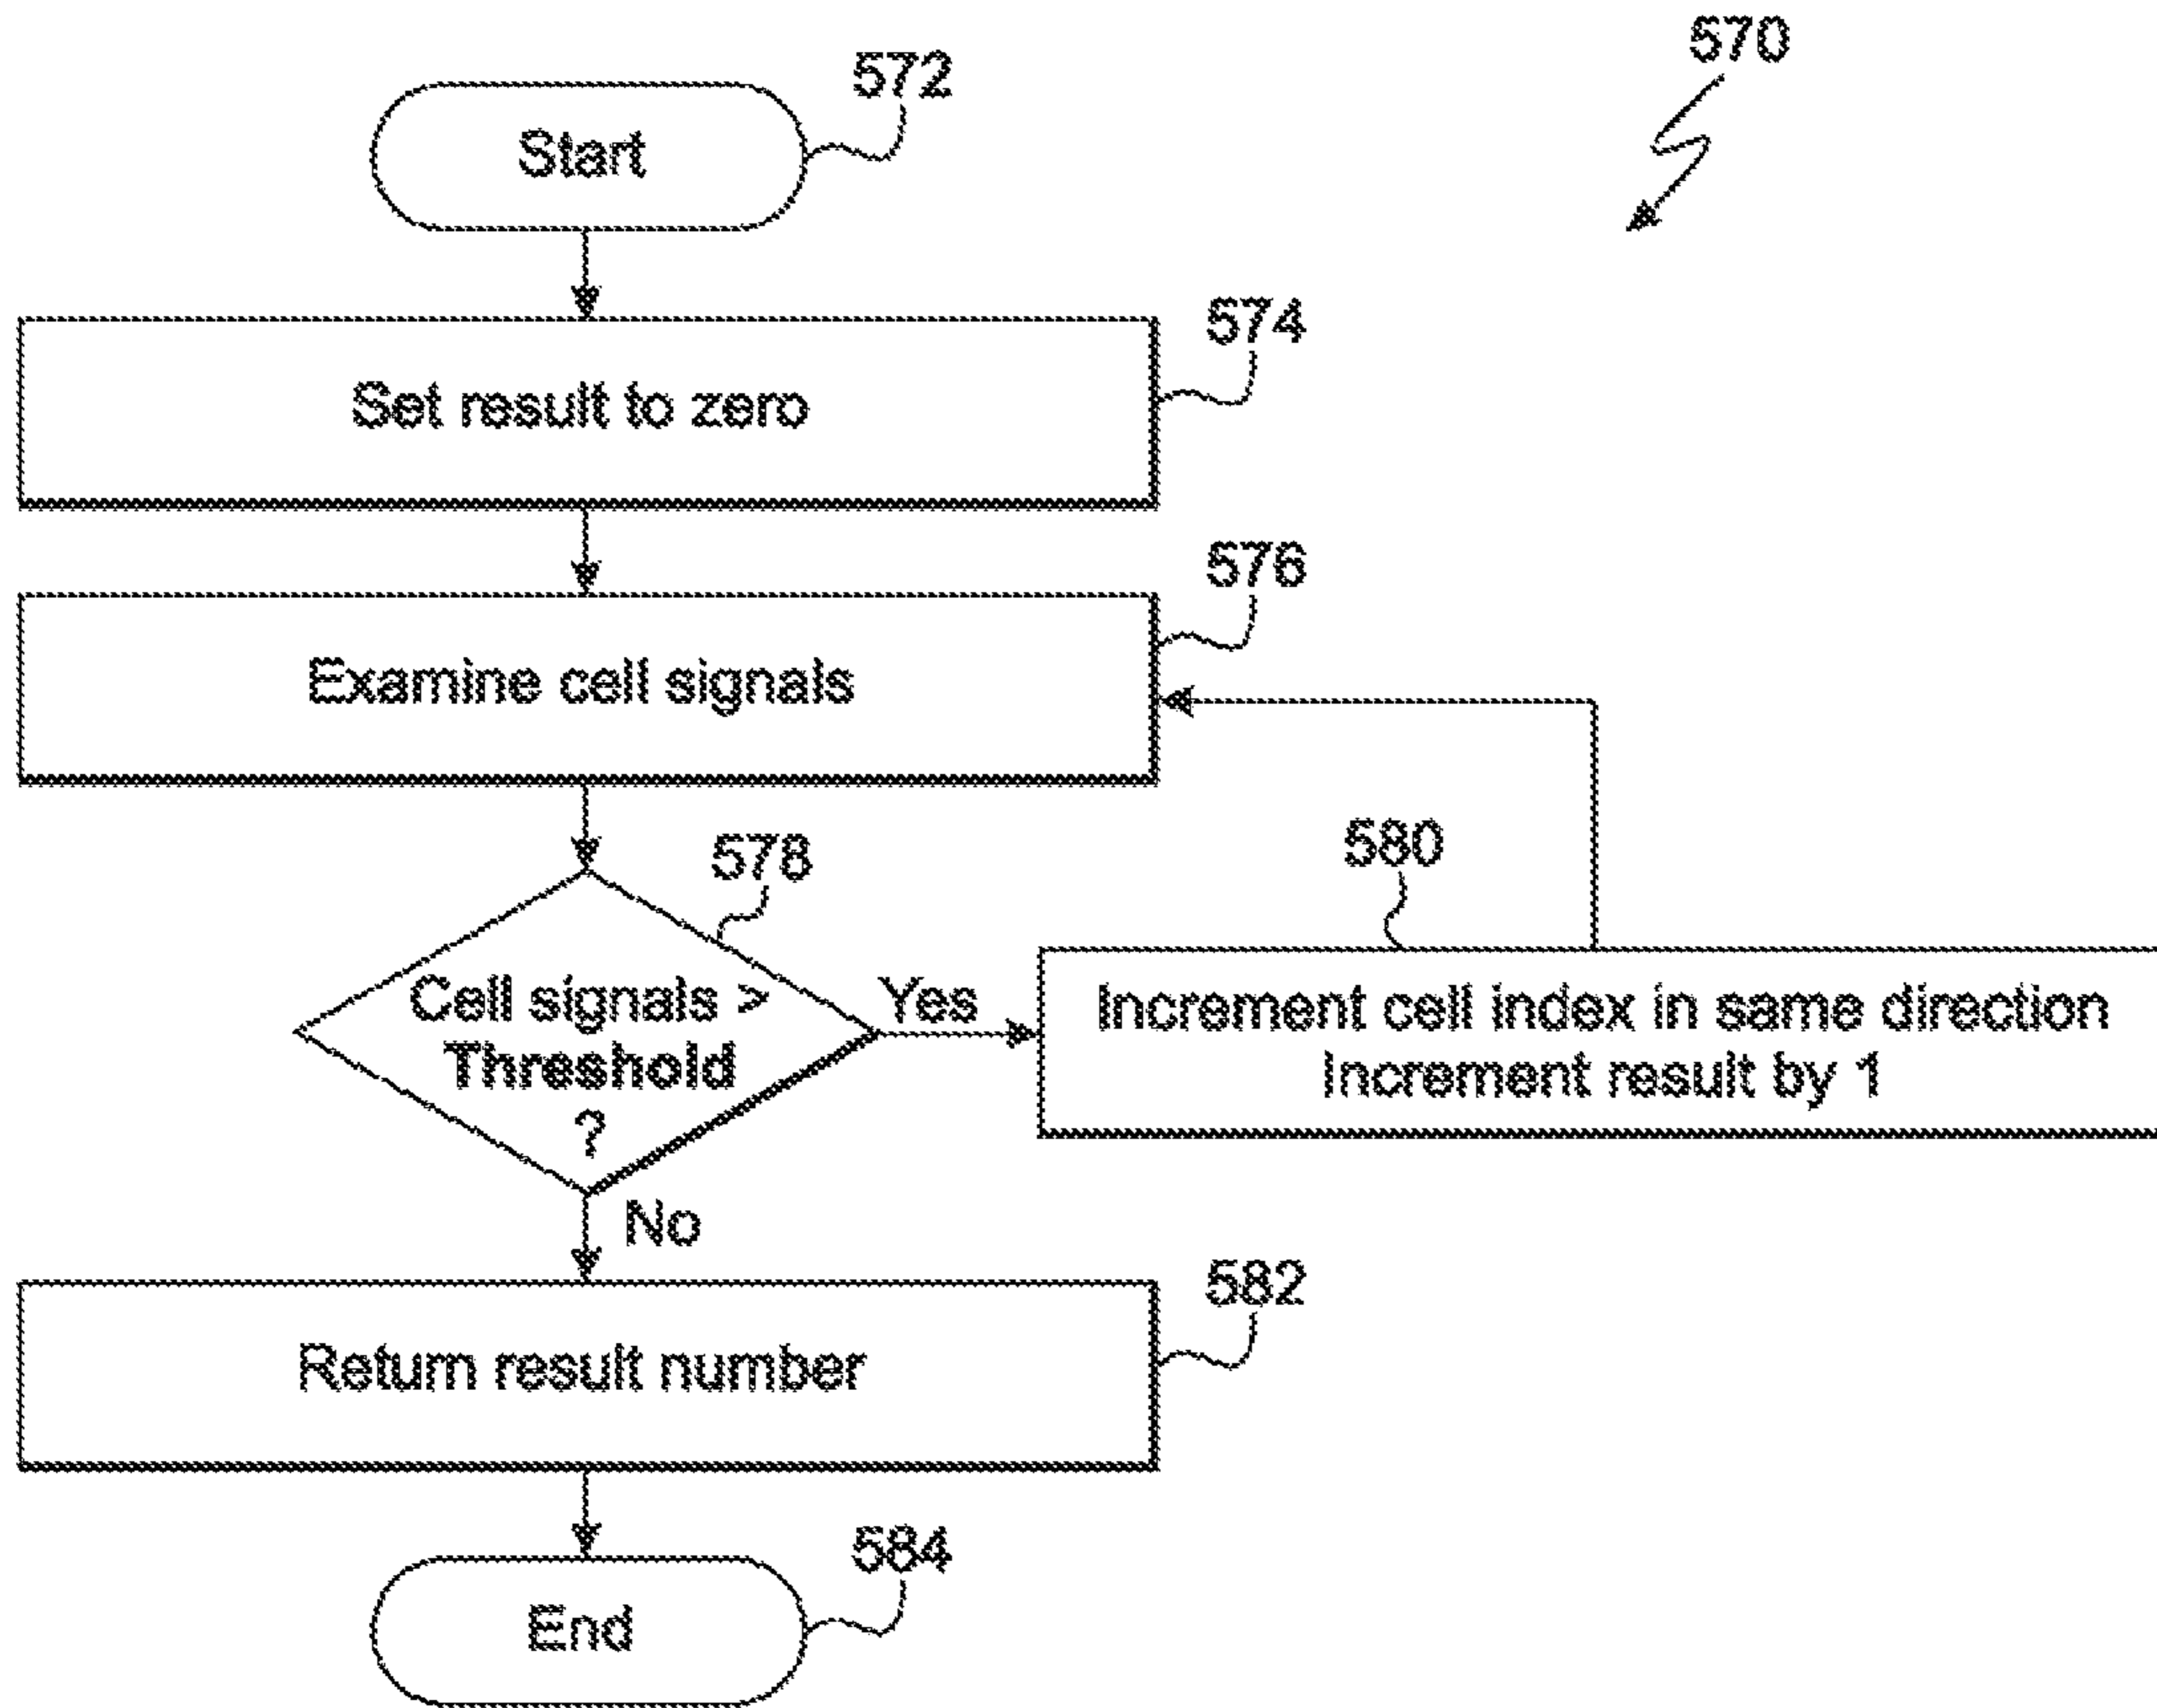 570
572
Start
574
Set result to zero
576
Examine cell signals
578
Cell signals >
Threshold
?
Yes
580
Increment cell index in same direction
Increment result by 1
No
582
Return result number
584
End